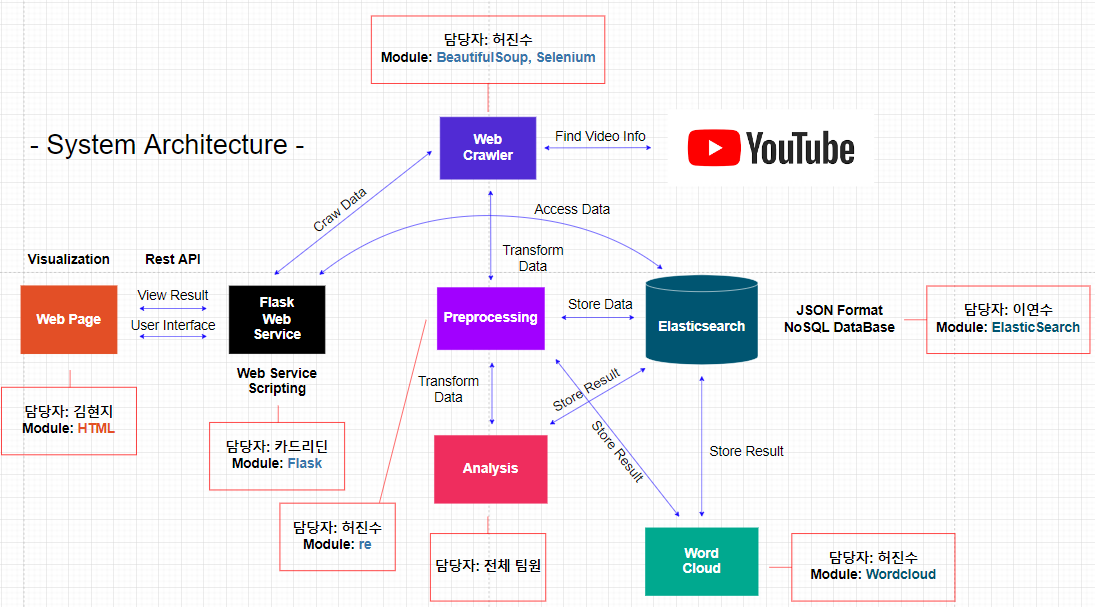 담당자: 허진수
Module: BeautifulSoup, Selenium
- System Architecture -
Web
Crawler
Find Video Info
YouTube
Craw Data
Access Data
Transform
Data
Visualization
Rest API
Web Page
View Result
User Interface
Flask
Web
Service
Web Service
Scripting
Preprocessing
Store Data
Elasticsearch
JSON Format
NoSQL DataBase
담당자: 이연수
Module: ElasticSearch
담당자: 김현지
Module: HTML
담당자: 카드리딘
Module: Flask
Transform
Data
Store Result
Store Result
Store Result
Analysis
담당자: 허진수
Module: re
담당자: 전체 팀원
Word
Cloud
담당자: 허진수
Module: Wordcloud